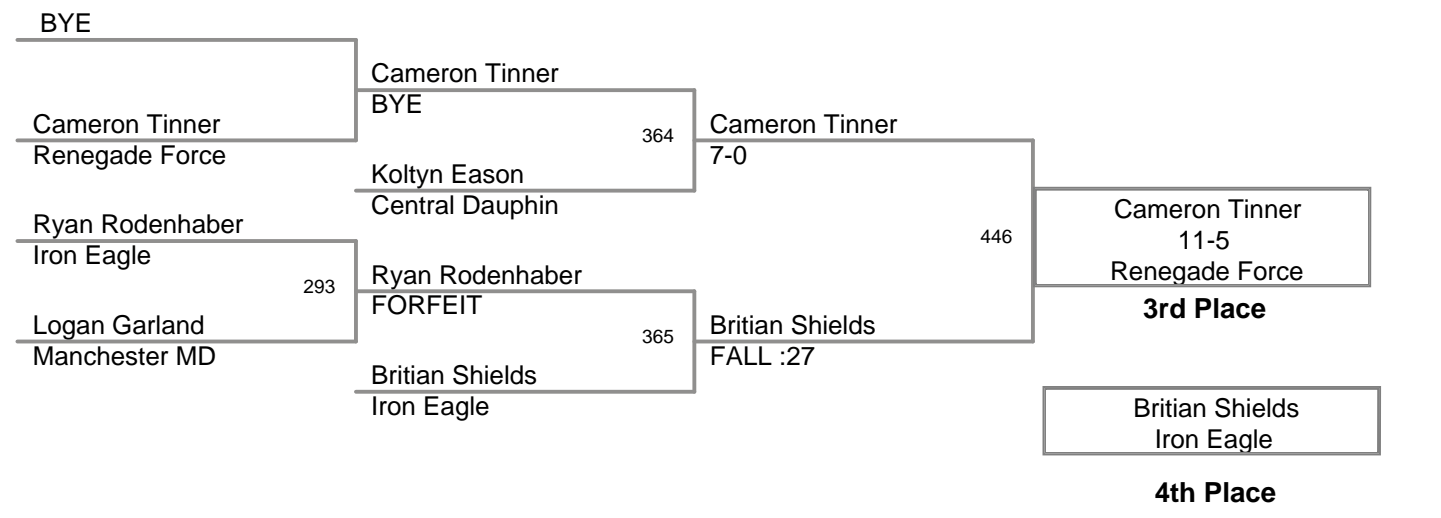 BYE
Cameron Tinner
Renegade Force
Ryan Rodenhaber
Iron Eagle
293
Logan Garland
Manchester MD
Cameron Tinner
BYE
364
Koltyn Eason
Central Dauphin
Ryan Rodenhaber
FORFEIT
365
Britian Shields
Iron Eagle
Cameron Tinner
7-0
446
Britian Shields
FALL :27
Cameron Tinner
11-5
Renegade Force
3rd Place
Britian Shields
Iron Eagle
4th Place